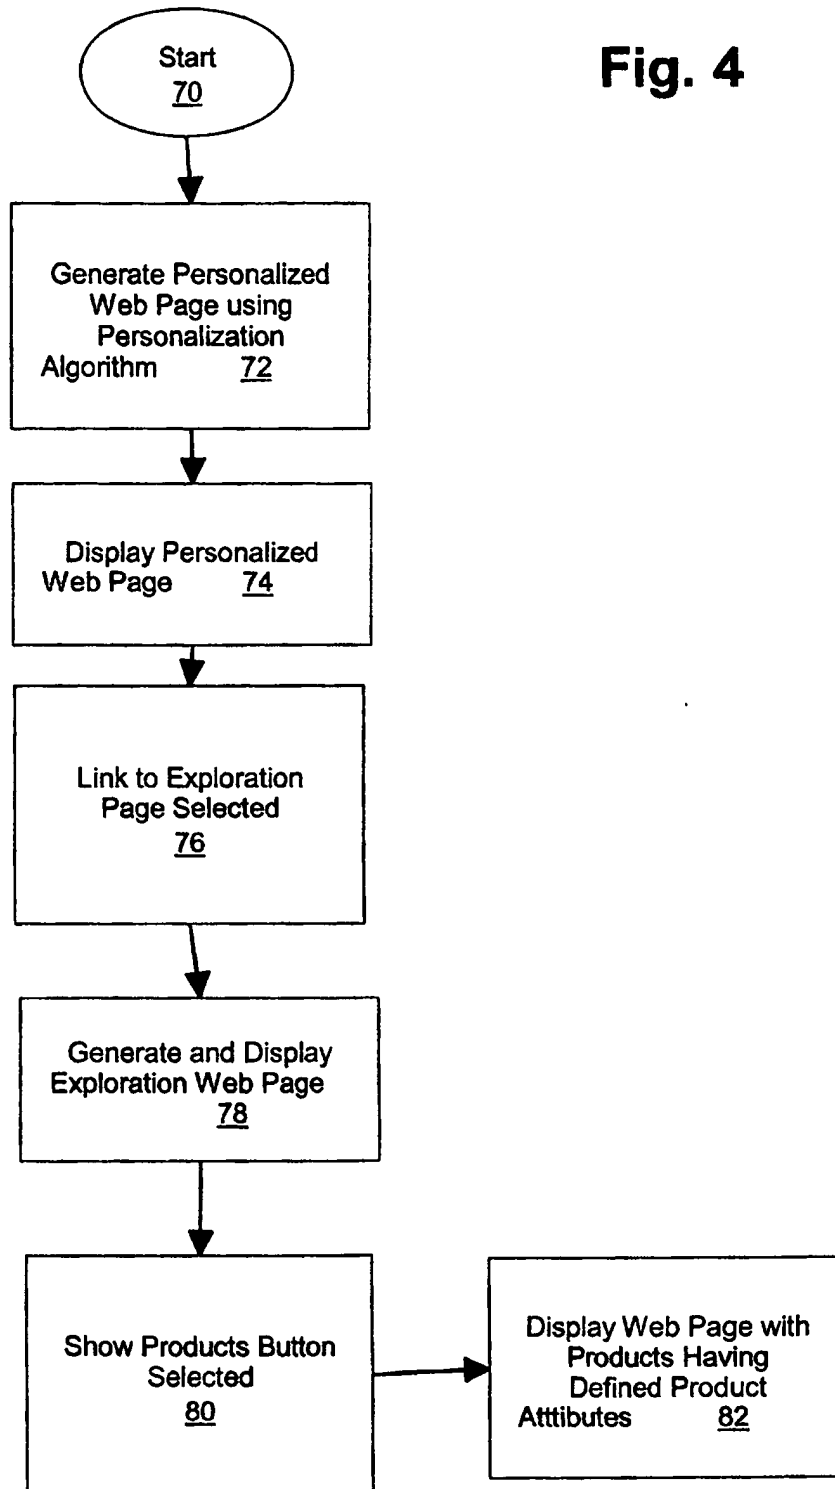 Fig. 4
Start
70
Generate Personalized
Web Page using
Personalization
Algorithm 72
Display Personalized
Web Page 74
Link to Exploration
Page Selected
76
Generate and Display
Exploration Web Page
78
Show Products Button
Selected
80
Display Web Page with
Products Having
Defined Product
Atttibutes 82